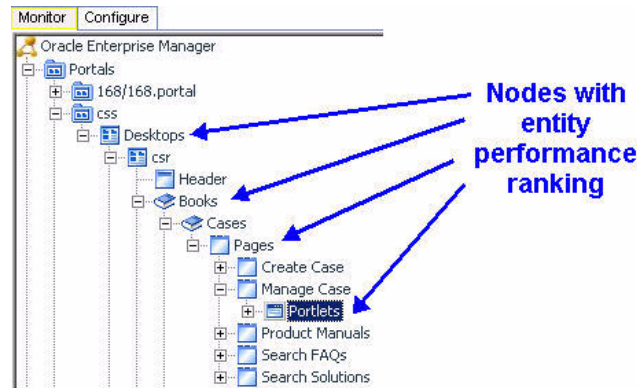 Monitor
Configure
Oracle Enterprise Manager
Portals
168/168.portal
css
Desktops
csr
Header
Books
Cases
Pages
Create Case
Manage Case
Portlets
Product Manuals
Search FAQs
Search Solutions
Nodes with
entity
performance
ranking